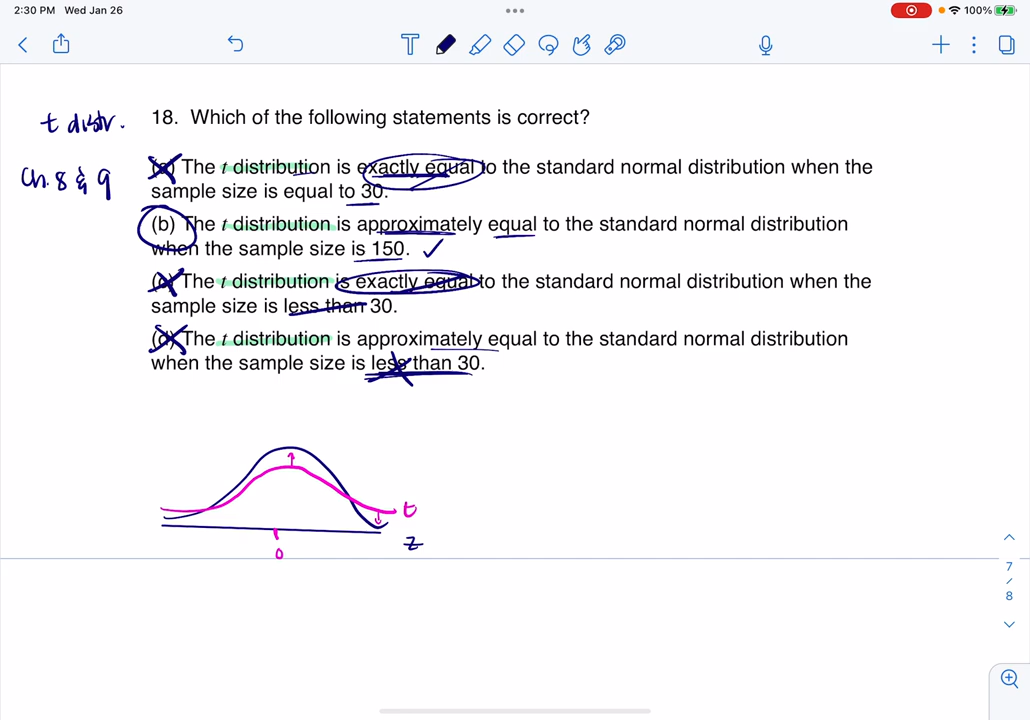 2:30 PM Wed Jan 26
100%
T
t distr.
Ch. 8 & 9
18. Which of the following statements is correct?
(a) The t distribution is exactly equal to the standard normal distribution when the
sample size is equal to 30.
(b) The t distribution is approximately equal to the standard normal distribution
when the sample size is 150.
(c) The t distribution is exactly equal to the standard normal distribution when the
sample size is less than 30.
(d) The t distribution is approximately equal to the standard normal distribution
when the sample size is less than 30.
t
z
0
7
/
8